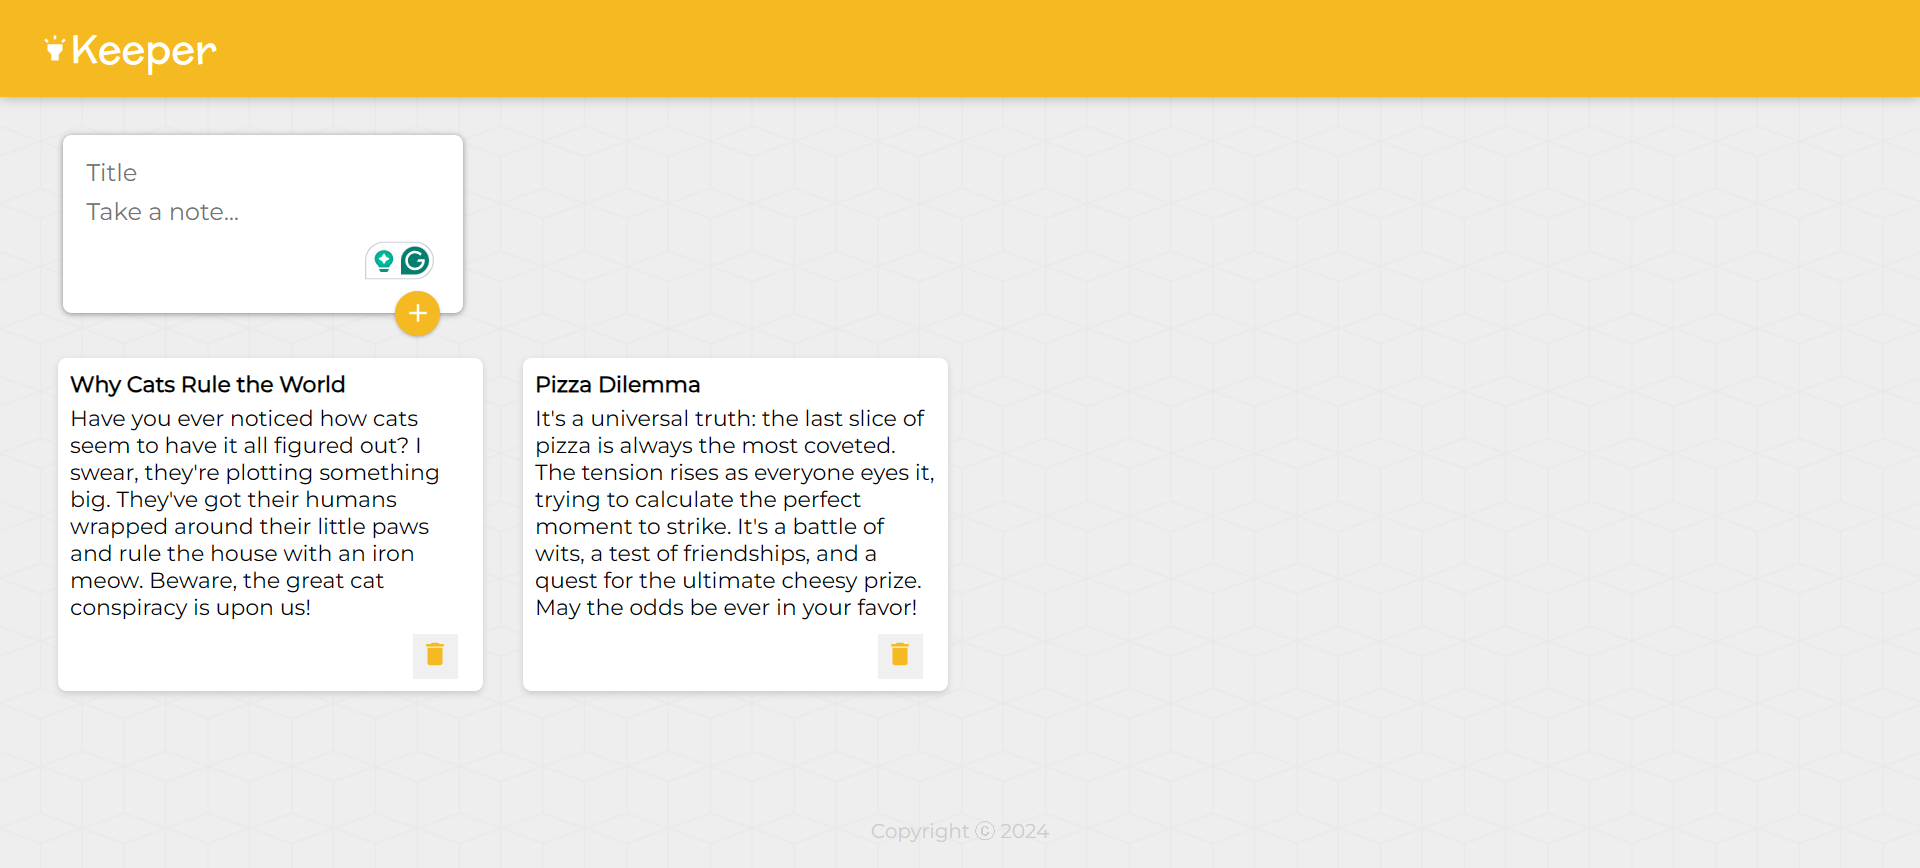 Keeper
Title
Take a note...
Why Cats Rule the World
Have you ever noticed how cats
seem to have it all figured out? I
swear, they're plotting something
big. They've got their humans
wrapped around their little paws
and rule the house with an iron
meow. Beware, the great cat
conspiracy is upon us!
Pizza Dilemma
It's a universal truth: the last slice of
pizza is always the most coveted.
The tension rises as everyone eyes it,
trying to calculate the perfect
moment to strike. It's a battle of
wits, a test of friendships, and a
quest for the ultimate cheesy prize.
May the odds be ever in your favor!
Copyright ⓒ 2024